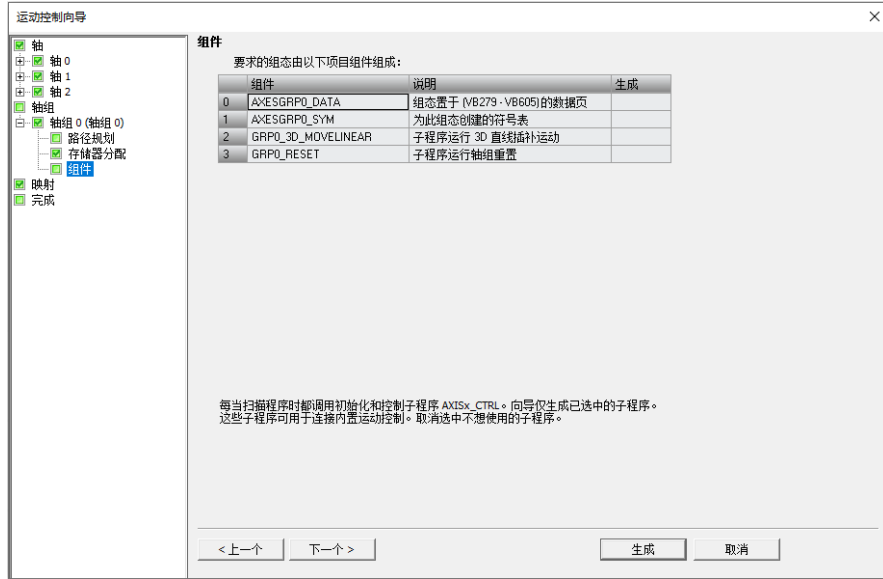 运动控制向导
轴
轴 0
轴 1
轴 2
轴组
轴组 0 (轴组 0)
路径规划
存储器分配
组件
映射
完成
组件
要求的组态由以下项目组件组成:
组件 说明 生成
0 AXESGRP0_DATA 组态置于 (VB279 - VB605)的数据页
1 AXESGRP0_SYM 为此组态创建的符号表
2 GRP0_3D_MOVELINEAR 子程序运行 3D 直线插补运动
3 GRP0_RESET 子程序运行轴组重置
每当扫描程序时都调用初始化和控制子程序 AXISx_CTRL。向导仅生成已选中的子程序。
这些子程序可用于连接内置运动控制。取消选中不想使用的子程序。
<上一个 下一个> 生成 取消